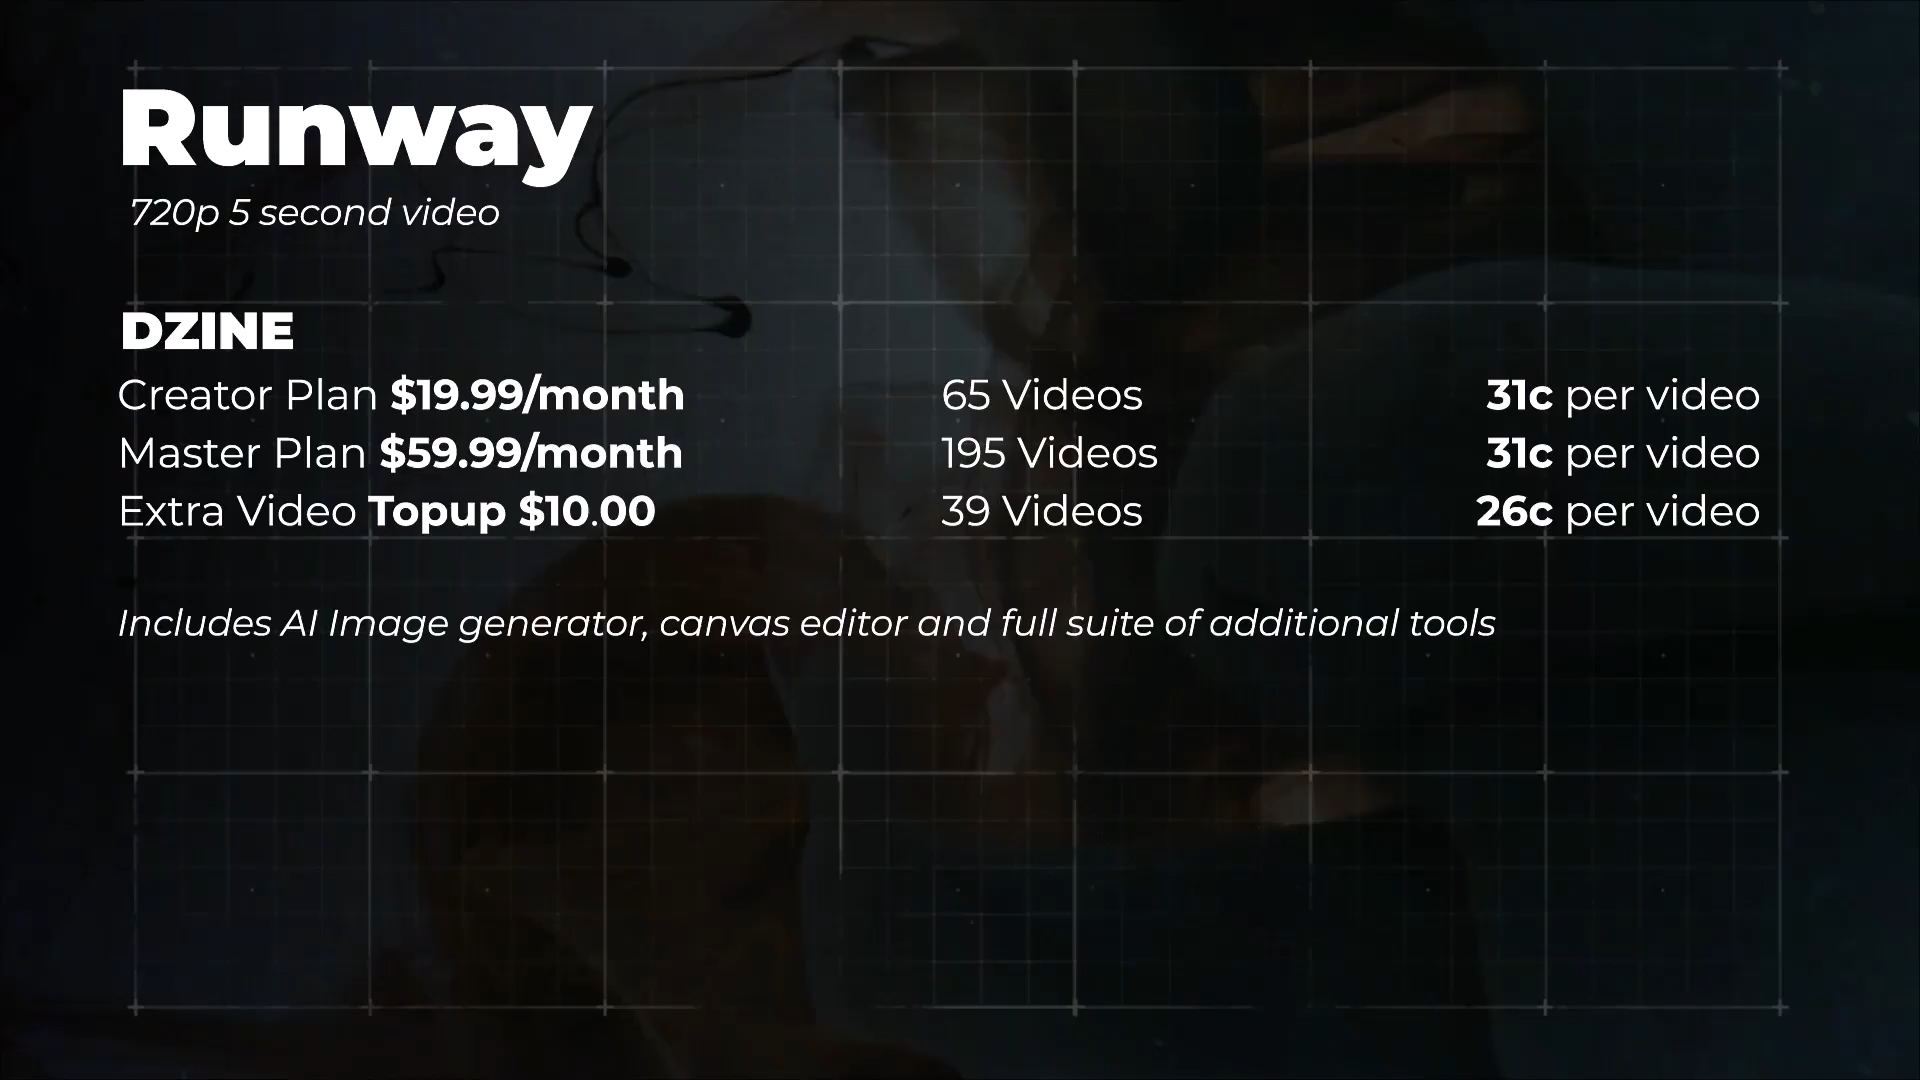 Runway
720p 5 second video
DZINE
Creator Plan $19.99/month 65 Videos 31c per video
Master Plan $59.99/month 195 Videos 31c per video
Extra Video Topup $10.00 39 Videos 26c per video
Includes AI Image generator, canvas editor and full suite of additional tools